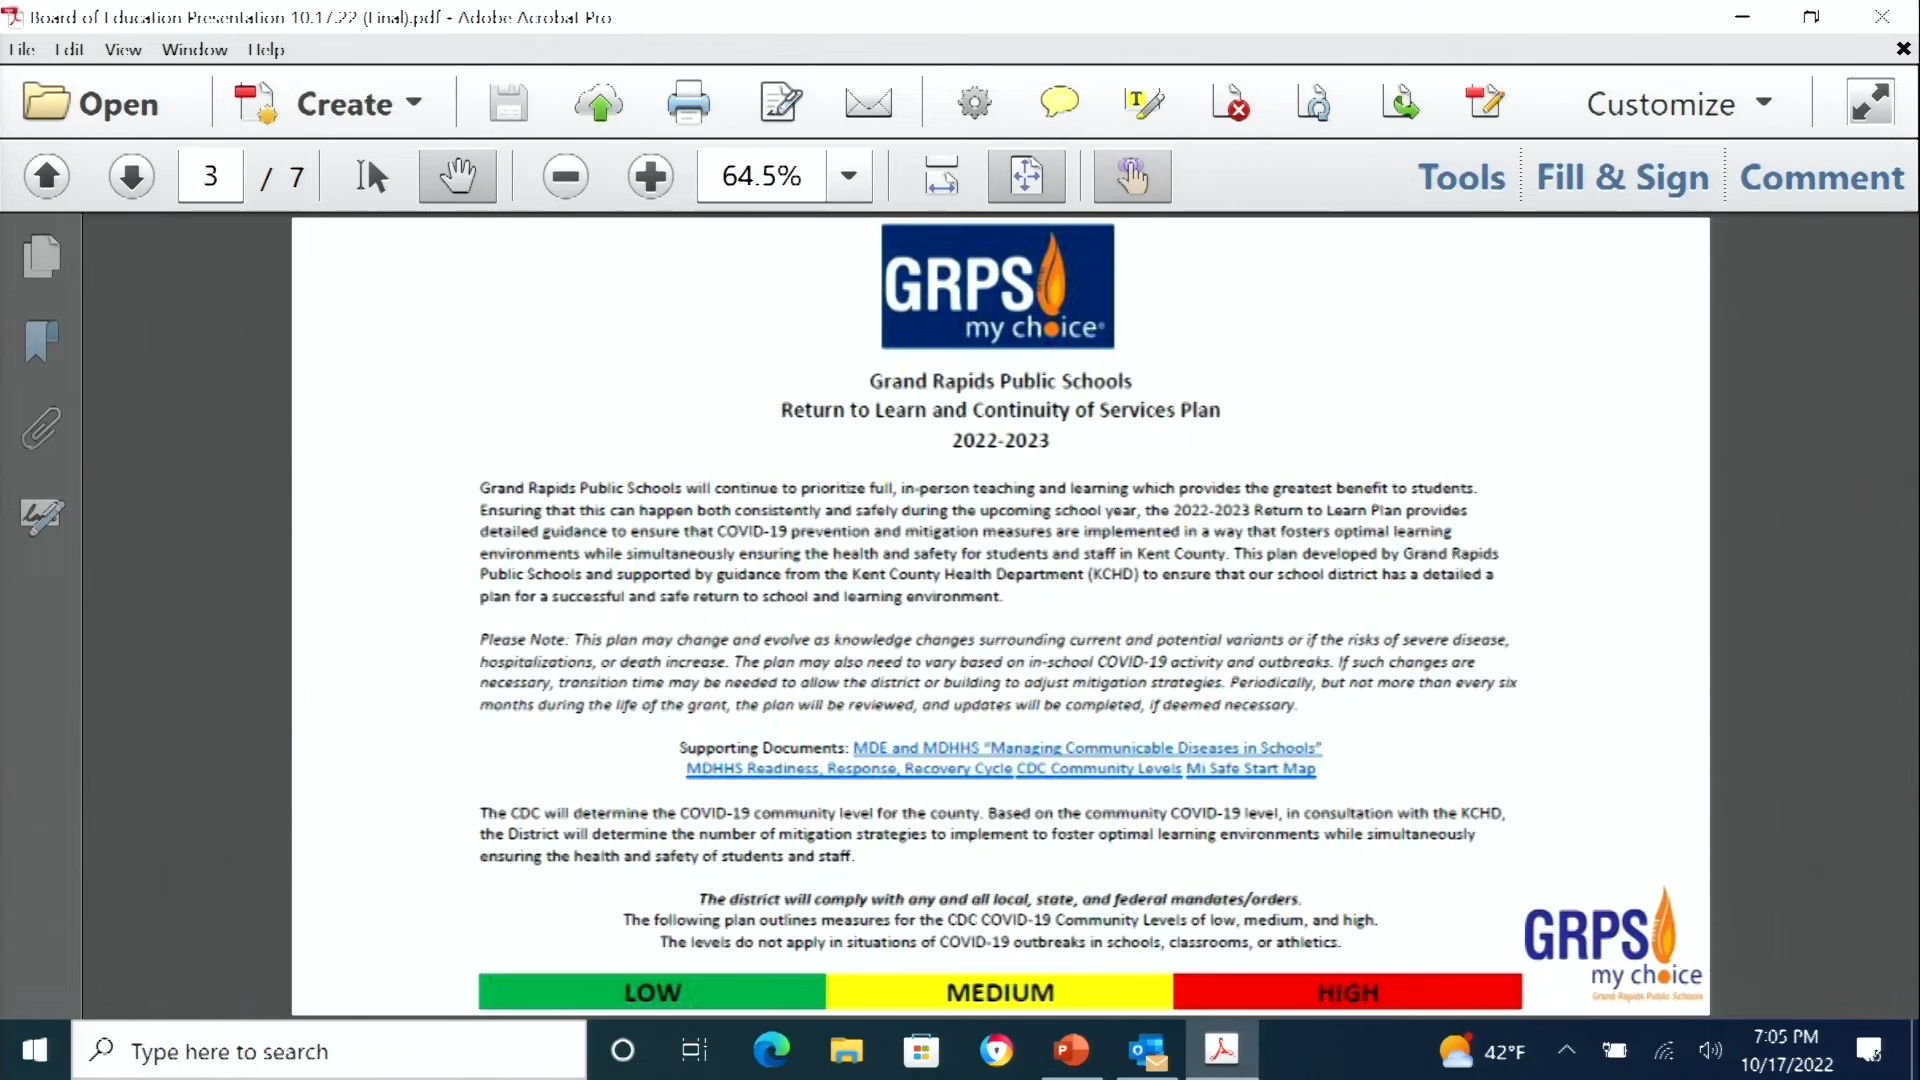 Board of Education Presentation 10.17.22 (Final).pdf - Adobe Acrobat Pro
File Edit View Window Help
Open Create Customize
3 / 7 64.5% Tools Fill & Sign Comment
GRPS
my choice
Grand Rapids Public Schools
Return to Learn and Continuity of Services Plan
2022-2023
Grand Rapids Public Schools will continue to prioritize full, in-person teaching and learning which provides the greatest benefit to students.
Ensuring that this can happen both consistently and safely during the upcoming school year, the 2022-2023 Return to Learn Plan provides
detailed guidance to ensure that COVID-19 prevention and mitigation measures are implemented in a way that fosters optimal learning
environments while simultaneously ensuring the health and safety for students and staff in Kent County. This plan developed by Grand Rapids
Public Schools and supported by guidance from the Kent County Health Department (KCHD) to ensure that our school district has a detailed a
plan for a successful and safe return to school and learning environment.
Please Note: This plan may change and evolve as knowledge changes surrounding current and potential variants or if the risks of severe disease,
hospitalizations, or death increase. The plan may also need to vary based on in-school COVID-19 activity and outbreaks. If such changes are
necessary, transition time may be needed to allow the district or building to adjust mitigation strategies. Periodically, but not more than every six
months during the life of the grant, the plan will be reviewed, and updates will be completed, if deemed necessary.
Supporting Documents: MDE and MDHHS "Managing Communicable Diseases in Schools"
MDHHS Readiness, Response, Recovery Cycle CDC Community Levels Mi Safe Start Map
The CDC will determine the COVID-19 community level for the county. Based on the community COVID-19 level, in consultation with the KCHD,
the District will determine the number of mitigation strategies to implement to foster optimal learning environments while simultaneously
ensuring the health and safety of students and staff.
The district will comply with any and all local, state, and federal mandates/orders.
The following plan outlines measures for the CDC COVID-19 Community Levels of low, medium, and high.
The levels do not apply in situations of COVID-19 outbreaks in schools, classrooms, or athletics.
LOW MEDIUM HIGH
GRPS
my choice
Grand Rapids Public Schools
Type here to search
42°F
7:05 PM
10/17/2022